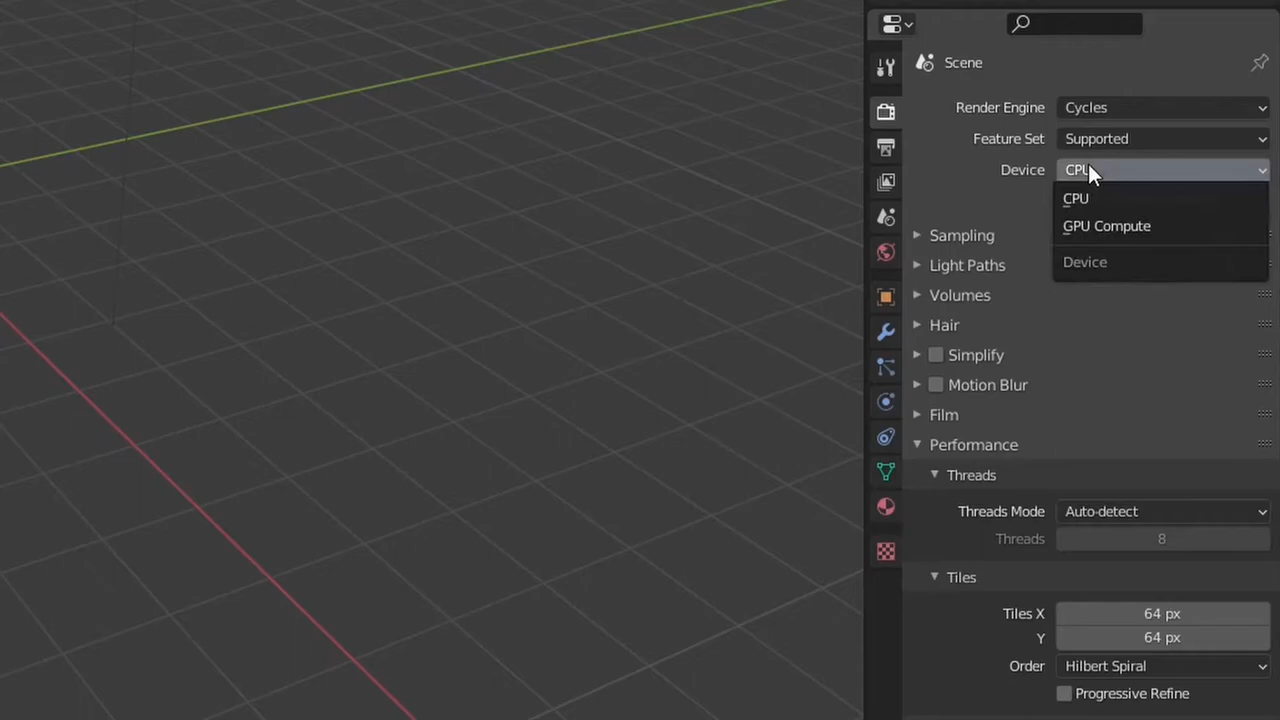 Scene
Render Engine Cycles
Feature Set Supported
Device CPU
CPU
GPU Compute
Device
Sampling
Light Paths
Volumes
Hair
Simplify
Motion Blur
Film
Performance
Threads
Threads Mode Auto-detect
Threads 8
Tiles
Tiles X 64 px
Y 64 px
Order Hilbert Spiral
Progressive Refine